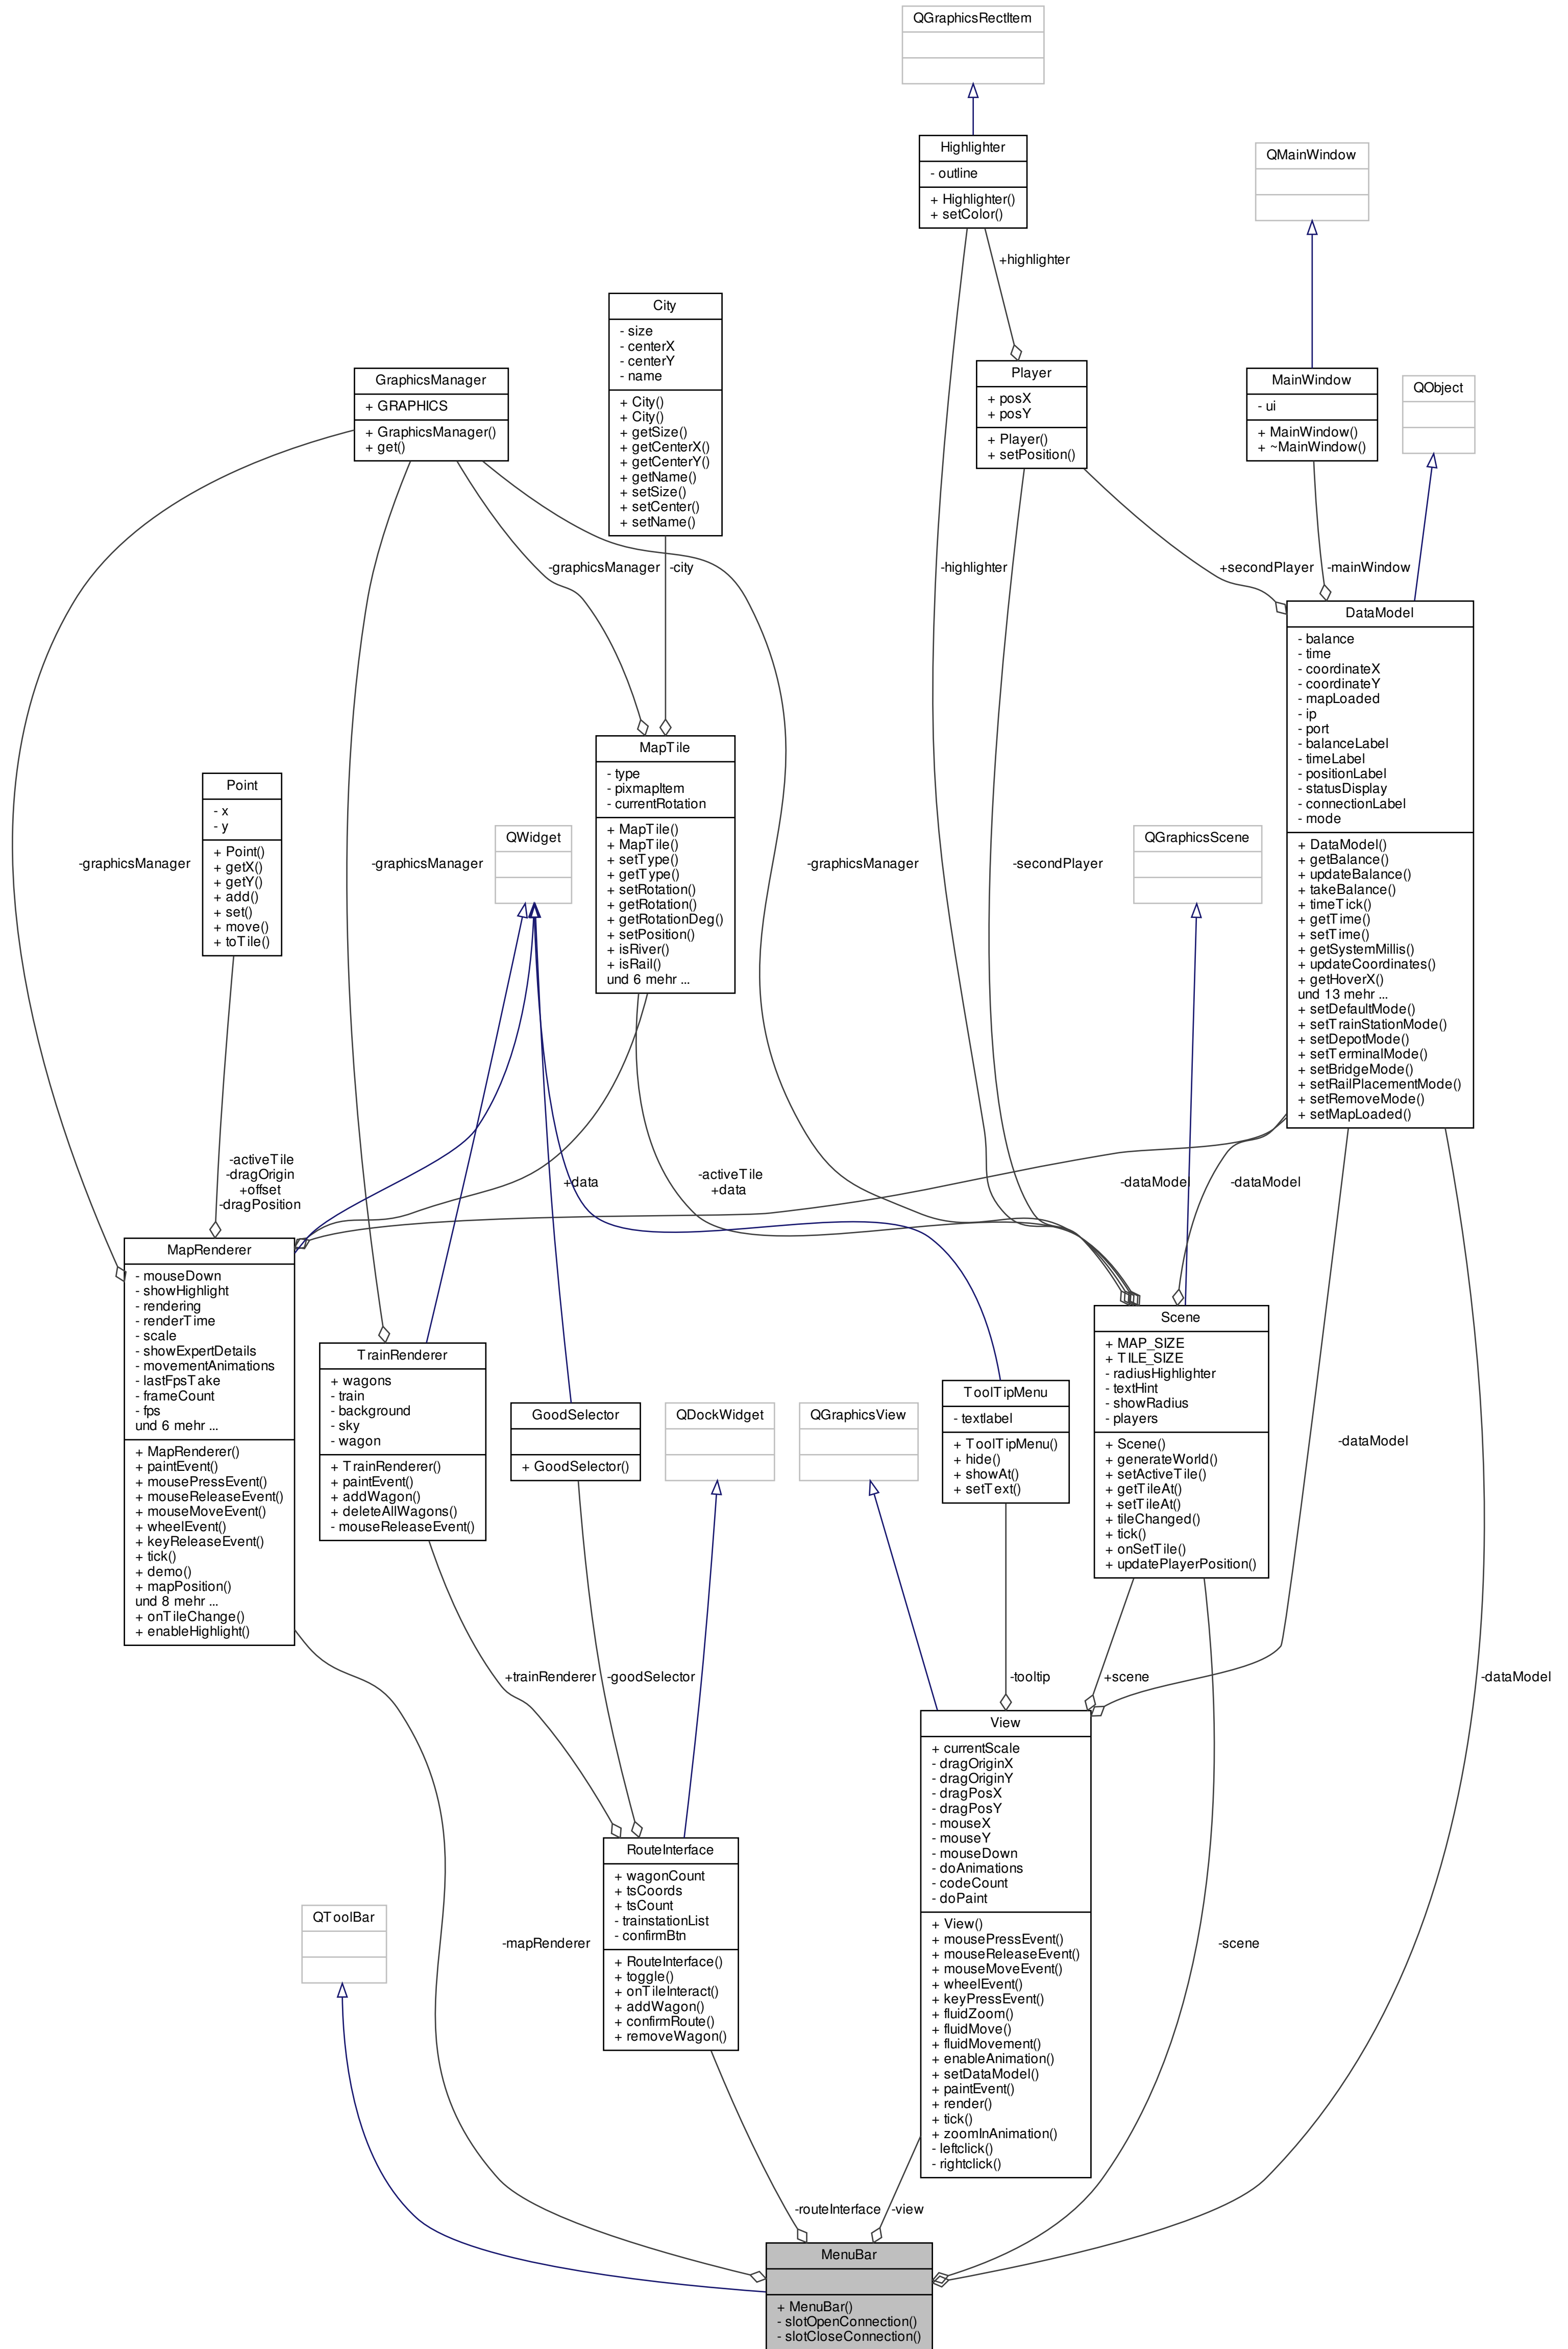 QGraphicsRectItem
Highlighter
- outline
+ Highlighter()
+ setColor()
QMainWindow
+highlighter
City
- size
- centerX
- centerY
- name
+ City()
+ City()
+ getSize()
+ getCenterX()
+ getCenterY()
+ getName()
+ setSize()
+ setCenter()
+ setName()
GraphicsManager
+ GRAPHICS
+ GraphicsManager()
+ get()
Player
+ posX
+ posY
+ Player()
+ setPosition()
MainWindow
- ui
+ MainWindow()
+ ~MainWindow()
QObject
-graphicsManager
-city
-highlighter
+secondPlayer
-mainWindow
DataModel
- balance
- time
- coordinateX
- coordinateY
- mapLoaded
- ip
- port
- balanceLabel
- timeLabel
- positionLabel
- statusDisplay
- connectionLabel
- mode
+ DataModel()
+ getBalance()
+ updateBalance()
+ takeBalance()
+ timeTick()
+ getTime()
+ setTime()
+ getSystemMillis()
+ updateCoordinates()
+ getHoverX()
und 13 mehr ...
+ setDefaultMode()
+ setTrainStationMode()
+ setDepotMode()
+ setTerminalMode()
+ setBridgeMode()
+ setRailPlacementMode()
+ setRemoveMode()
+ setMapLoaded()
MapTile
- type
- pixmapItem
- currentRotation
+ MapTile()
+ MapTile()
+ setType()
+ getType()
+ setRotation()
+ getRotation()
+ getRotationDeg()
+ setPosition()
+ isRiver()
+ isRail()
und 6 mehr ...
Point
- x
- y
+ Point()
+ getX()
+ getY()
+ add()
+ set()
+ move()
+ toTile()
QWidget
QGraphicsScene
-graphicsManager
-graphicsManager
-graphicsManager
-secondPlayer
-activeTile
-dragOrigin
+offset
-dragPosition
+data
-activeTile
+data
-dataModel
-dataModel
MapRenderer
- mouseDown
- showHighlight
- rendering
- renderTime
- scale
- showExpertDetails
- movementAnimations
- lastFpsTake
- frameCount
- fps
und 6 mehr ...
+ MapRenderer()
+ paintEvent()
+ mousePressEvent()
+ mouseReleaseEvent()
+ mouseMoveEvent()
+ wheelEvent()
+ keyReleaseEvent()
+ tick()
+ demo()
+ mapPosition()
und 8 mehr ...
+ onTileChange()
+ enableHighlight()
TrainRenderer
+ wagons
- train
- background
- sky
- wagon
+ TrainRenderer()
+ paintEvent()
+ addWagon()
+ deleteAllWagons()
- mouseReleaseEvent()
GoodSelector
+ GoodSelector()
QDockWidget
QGraphicsView
ToolTipMenu
- textlabel
+ ToolTipMenu()
+ hide()
+ showAt()
+ setText()
Scene
+ MAP_SIZE
+ TILE_SIZE
- radiusHighlighter
- textHint
- showRadius
- players
+ Scene()
+ generateWorld()
+ setActiveTile()
+ getTileAt()
+ setTileAt()
+ tileChanged()
+ tick()
+ onSetTile()
+ updatePlayerPosition()
-dataModel
+trainRenderer
-goodSelector
-tooltip
+scene
-dataModel
View
+ currentScale
- dragOriginX
- dragOriginY
- dragPosX
- dragPosY
- mouseX
- mouseY
- mouseDown
- doAnimations
- codeCount
- doPaint
+ View()
+ mousePressEvent()
+ mouseReleaseEvent()
+ mouseMoveEvent()
+ wheelEvent()
+ keyPressEvent()
+ fluidZoom()
+ fluidMove()
+ fluidMovement()
+ enableAnimation()
+ setDataModel()
+ paintEvent()
+ render()
+ tick()
+ zoomInAnimation()
- leftclick()
- rightclick()
RouteInterface
+ wagonCount
+ tsCoords
+ tsCount
- trainstationList
- confirmBtn
+ RouteInterface()
+ toggle()
+ onTileInteract()
+ addWagon()
+ confirmRoute()
+ removeWagon()
QToolBar
-mapRenderer
-scene
-routeInterface
-view
MenuBar
+ MenuBar()
- slotOpenConnection()
- slotCloseConnection()